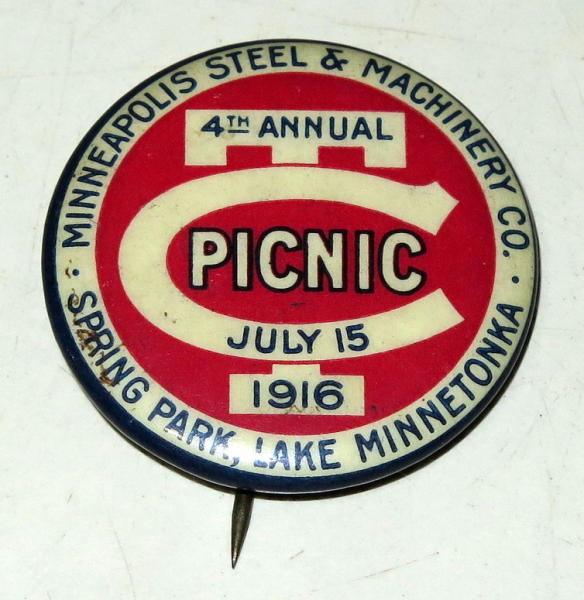 MINNEAPOLIS STEEL & MACHINERY CO.
4TH ANNUAL
PICNIC
JULY 15
1916
SPRING PARK, LAKE MINNETONKA